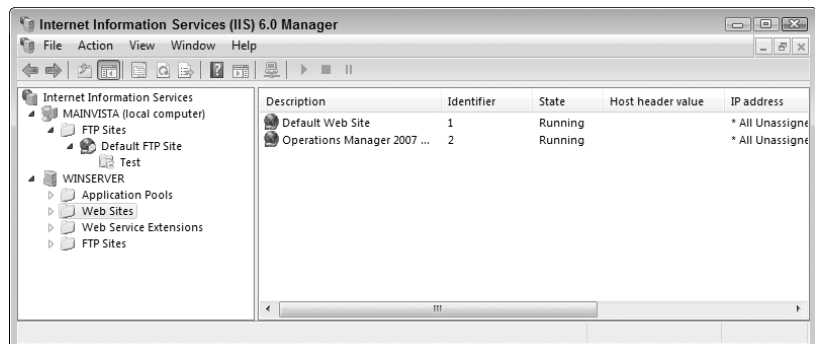 Internet Information Services (IIS) 6.0 Manager
File Action View Window Help
Internet Information Services
MAINVISTA (local computer)
FTP Sites
Default FTP Site
Test
WINSERVER
Application Pools
Web Sites
Web Service Extensions
FTP Sites
Description Identifier State Host header value IP address
Default Web Site 1 Running * All Unassigne
Operations Manager 2007 ... 2 Running * All Unassigne